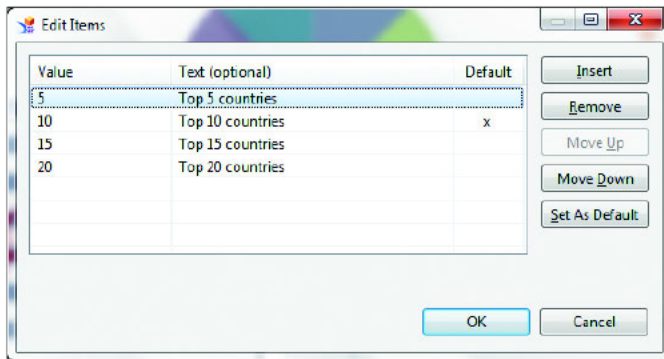 Edit Items
Value Text (optional) Default
5 Top 5 countries
10 Top 10 countries x
15 Top 15 countries
20 Top 20 countries
Insert
Remove
Move Up
Move Down
Set As Default
OK Cancel